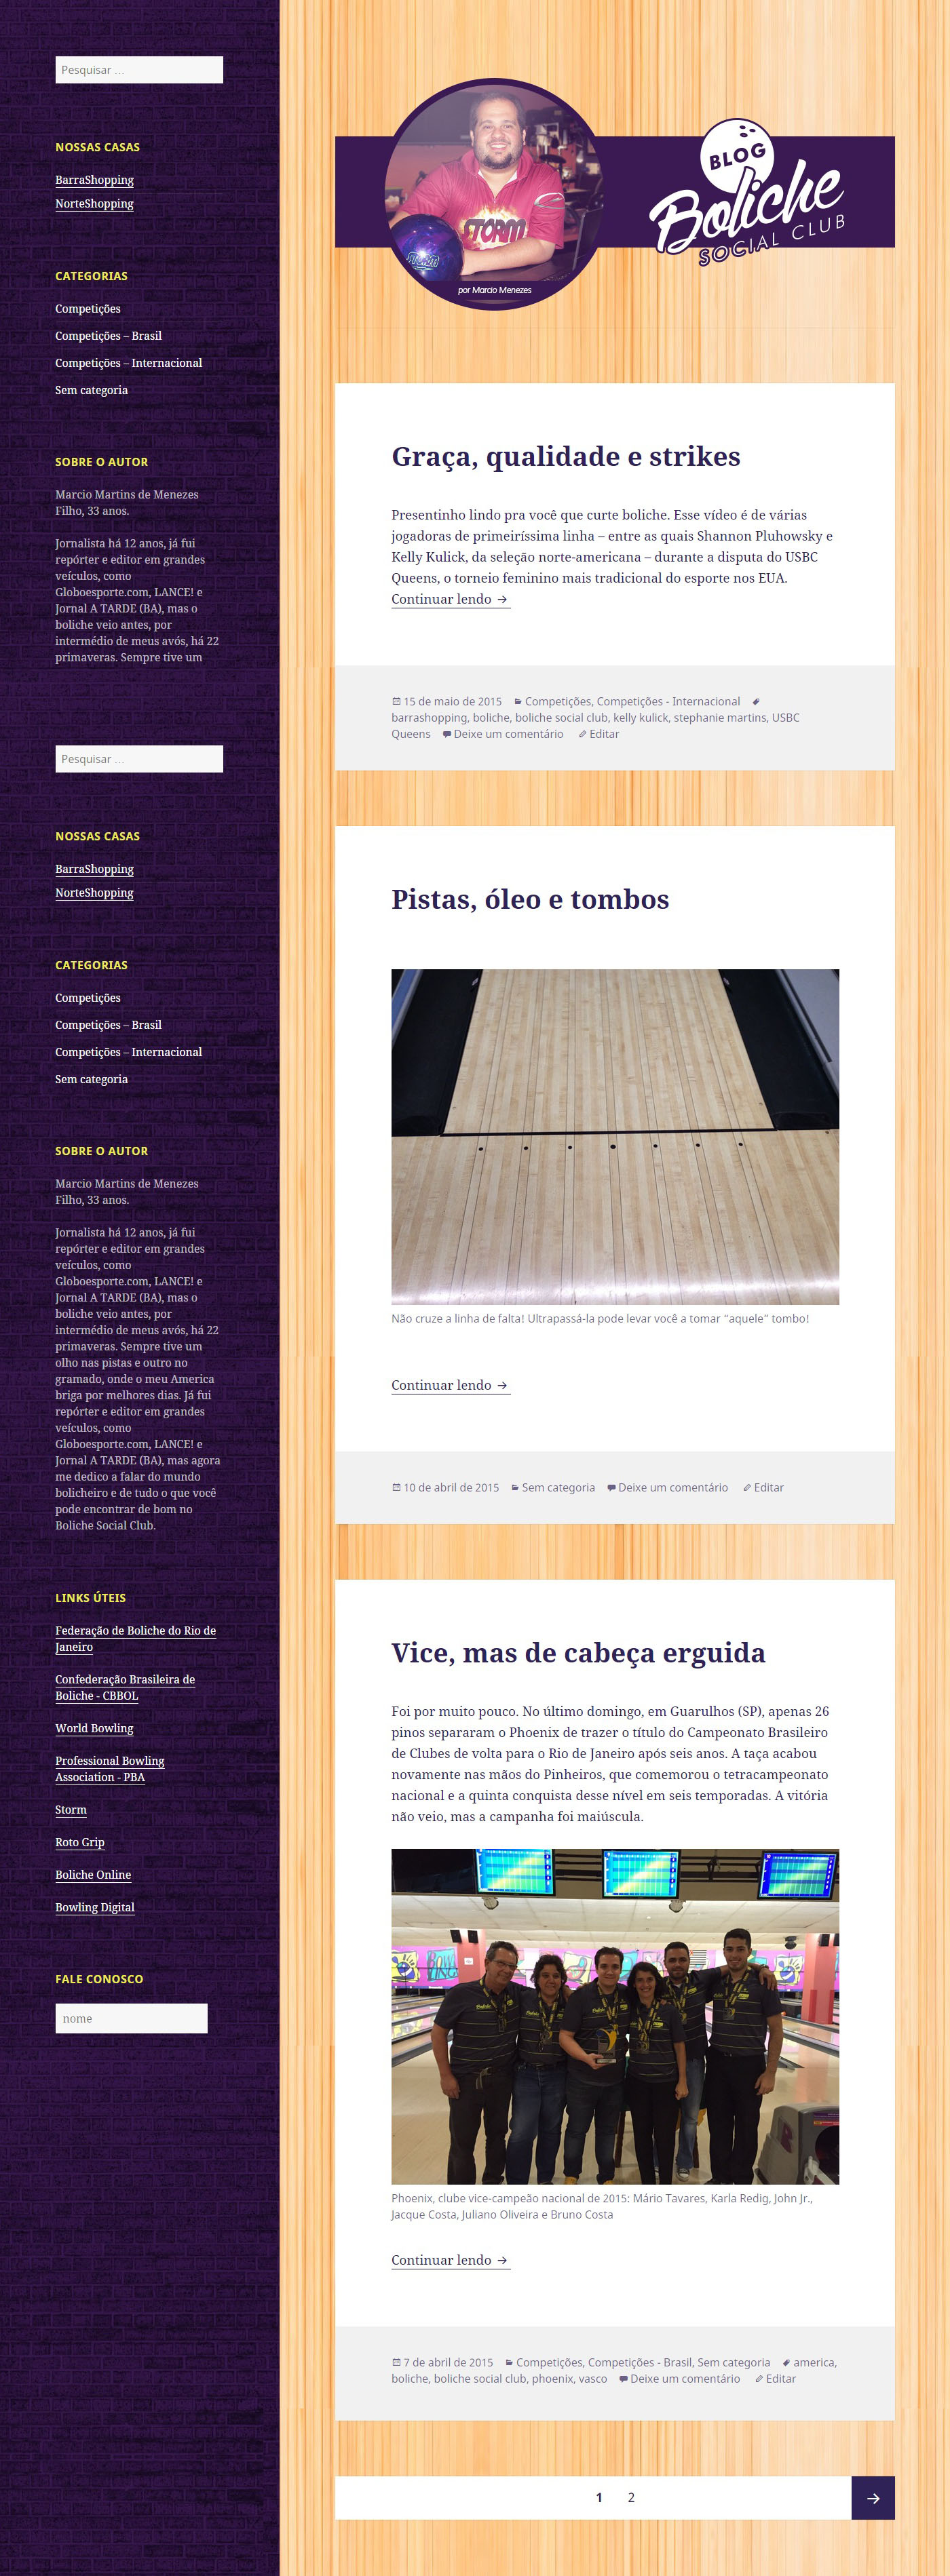 Pesquisar …
NOSSAS CASAS
BarraShopping
NorteShopping
CATEGORIAS
Competições
Competições – Brasil
Competições – Internacional
Sem categoria
SOBRE O AUTOR
Marcio Martins de Menezes
Filho, 33 anos.
Jornalista há 12 anos, já fui
repórter e editor em grandes
veículos, como
Globoesporte.com, LANCE! e
Jornal A TARDE (BA), mas o
boliche veio antes, por
intermédio de meus avós, há 22
primaveras. Sempre tive um
Pesquisar …
NOSSAS CASAS
BarraShopping
NorteShopping
CATEGORIAS
Competições
Competições – Brasil
Competições – Internacional
Sem categoria
SOBRE O AUTOR
Marcio Martins de Menezes
Filho, 33 anos.
Jornalista há 12 anos, já fui
repórter e editor em grandes
veículos, como
Globoesporte.com, LANCE! e
Jornal A TARDE (BA), mas o
boliche veio antes, por
intermédio de meus avós, há 22
primaveras. Sempre tive um
olho nas pistas e outro no
gramado, onde o meu America
briga por melhores dias. Já fui
repórter e editor em grandes
veículos, como
Globoesporte.com, LANCE! e
Jornal A TARDE (BA), mas agora
me dedico a falar do mundo
bolicheiro e de tudo o que você
pode encontrar de bom no
Boliche Social Club.
LINKS ÚTEIS
Federação de Boliche do Rio de
Janeiro
Confederação Brasileira de
Boliche - CBBOL
World Bowling
Professional Bowling
Association - PBA
Storm
Roto Grip
Boliche Online
Bowling Digital
FALE CONOSCO
nome
STORM
STORM
por Marcio Menezes
BLOG
Boliche
SOCIAL CLUB
Graça, qualidade e strikes
Presentinho lindo pra você que curte boliche. Esse vídeo é de várias
jogadoras de primeiríssima linha – entre as quais Shannon Pluhowsky e
Kelly Kulick, da seleção norte-americana – durante a disputa do USBC
Queens, o torneio feminino mais tradicional do esporte nos EUA.
Continuar lendo →
15 de maio de 2015 Competições, Competições - Internacional
barrashopping, boliche, boliche social club, kelly kulick, stephanie martins, USBC
Queens Deixe um comentário Editar
Pistas, óleo e tombos
Não cruze a linha de falta! Ultrapassá-la pode levar você a tomar “aquele” tombo!
Continuar lendo →
10 de abril de 2015 Sem categoria Deixe um comentário Editar
Vice, mas de cabeça erguida
Foi por muito pouco. No último domingo, em Guarulhos (SP), apenas 26
pinos separaram o Phoenix de trazer o título do Campeonato Brasileiro
de Clubes de volta para o Rio de Janeiro após seis anos. A taça acabou
novamente nas mãos do Pinheiros, que comemorou o tetracampeonato
nacional e a quinta conquista desse nível em seis temporadas. A vitória
não veio, mas a campanha foi maiúscula.
Phoenix, clube vice-campeão nacional de 2015: Mário Tavares, Karla Redig, John Jr.,
Jacque Costa, Juliano Oliveira e Bruno Costa
Continuar lendo →
7 de abril de 2015 Competições, Competições - Brasil, Sem categoria america,
boliche, boliche social club, phoenix, vasco Deixe um comentário Editar
1 2 →